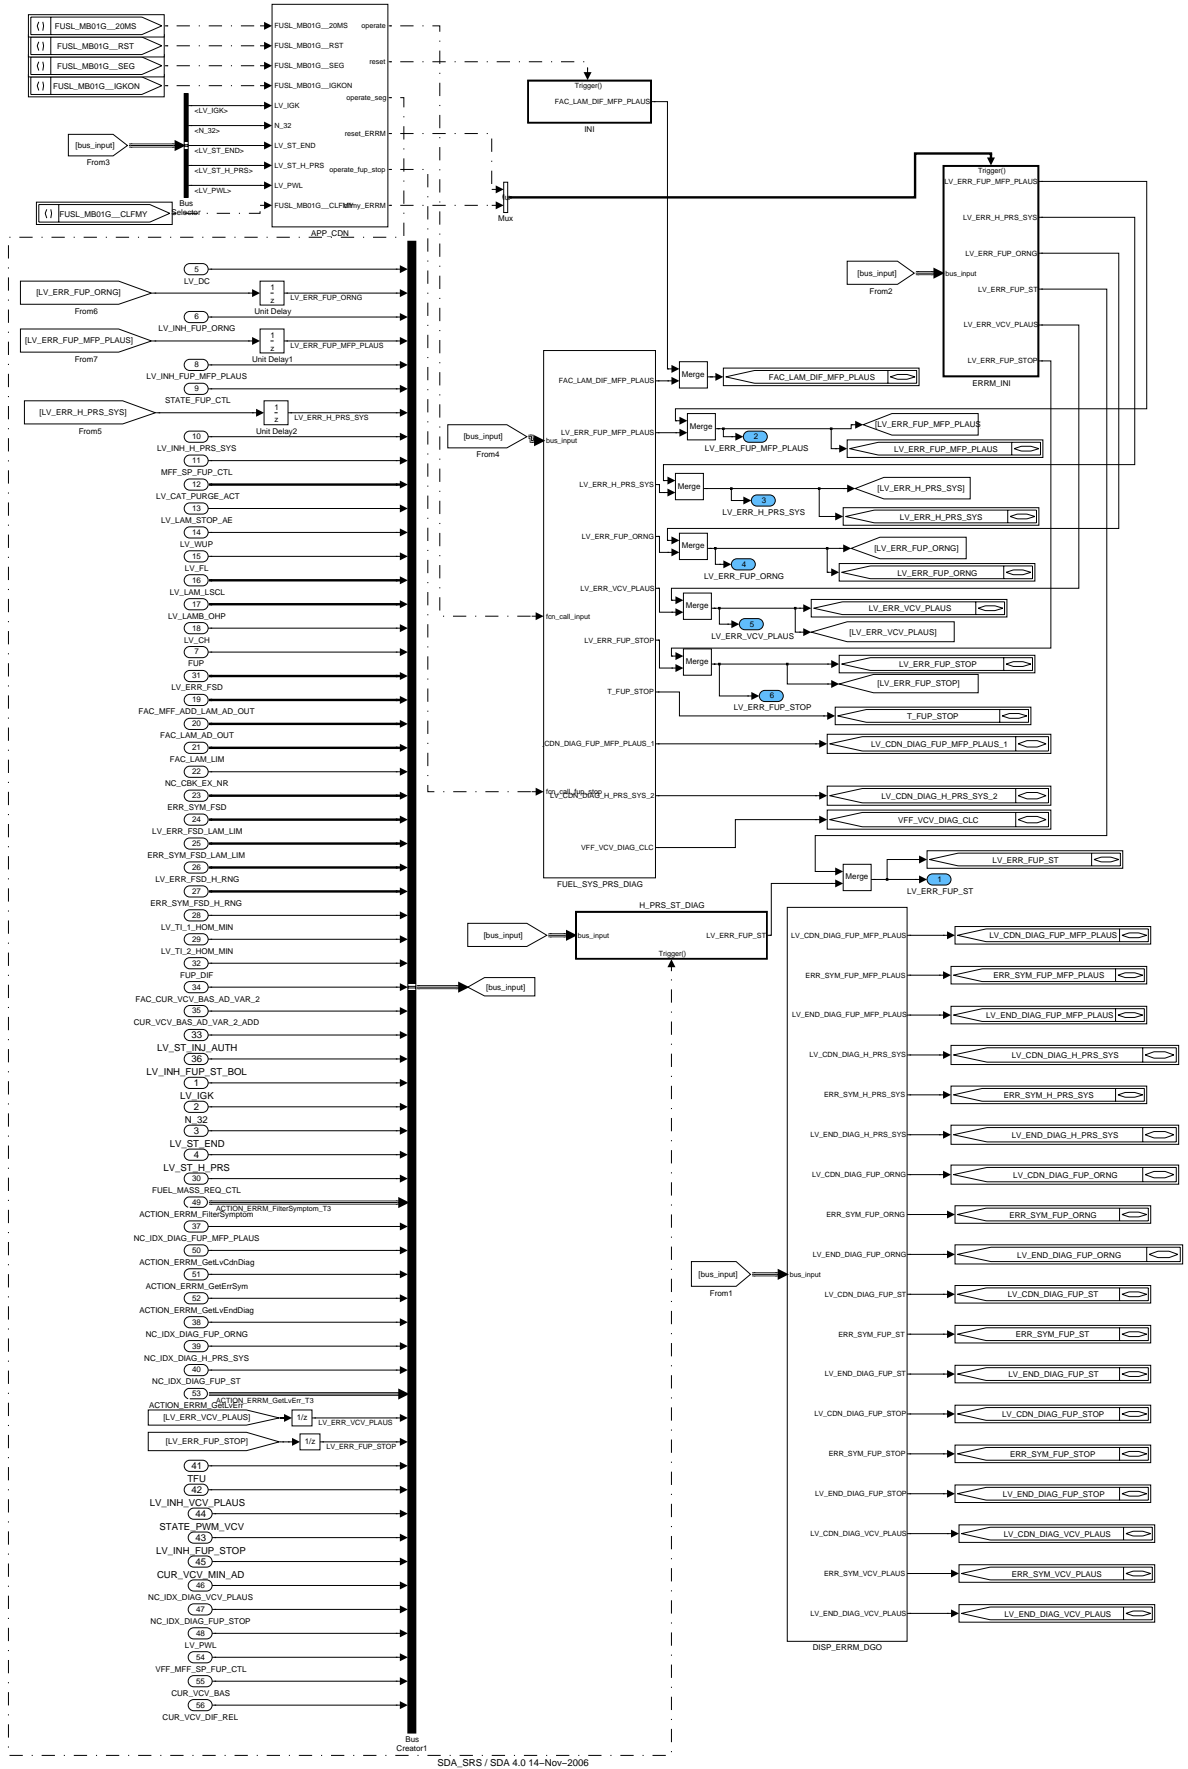 FUSL_MB01G__20MS
FUSL_MB01G__RST
FUSL_MB01G__SEG
FUSL_MB01G__IGKON
[bus_input]
From3
FUSL_MB01G__CLFMY
<LV_IGK>
<N_32>
<LV_ST_END>
<LV_ST_H_PRS>
<LV_PWL>
Bus
Selector
FUSL_MB01G__20MS
FUSL_MB01G__RST
FUSL_MB01G__SEG
FUSL_MB01G__IGKON
LV_IGK
N_32
LV_ST_END
LV_ST_H_PRS
LV_PWL
operate
reset
operate_seg
reset_ERRM
operate_fup_stop
APP_CDN
Trigger()
FAC_LAM_DIF_MFP_PLAUS
INI
Mux
Trigger()
LV_ERR_FUP_MFP_PLAUS
LV_ERR_H_PRS_SYS
LV_ERR_FUP_ORNG
bus_input
LV_ERR_FUP_ST
LV_ERR_VCV_PLAUS
LV_ERR_FUP_STOP
ERRM_INI
[bus_input]
From2
5
LV_DC
[LV_ERR_FUP_ORNG]
From6
1
z
Unit Delay
LV_ERR_FUP_ORNG
6
LV_INH_FUP_ORNG
[LV_ERR_FUP_MFP_PLAUS]
From7
1
z
Unit Delay1
LV_ERR_FUP_MFP_PLAUS
8
LV_INH_FUP_MFP_PLAUS
9
STATE_FUP_CTL
[LV_ERR_H_PRS_SYS]
From5
1
z
Unit Delay2
LV_ERR_H_PRS_SYS
10
LV_INH_H_PRS_SYS
11
MFF_SP_FUP_CTL
12
LV_CAT_PURGE_ACT
13
LV_LAM_STOP_AE
14
LV_WUP
15
LV_FL
16
LV_LAM_LSCL
17
LV_LAMB_OHP
18
LV_CH
7
FUP
31
LV_ERR_FSD
19
FAC_MFF_ADD_LAM_AD_OUT
20
FAC_LAM_AD_OUT
21
FAC_LAM_LIM
22
NC_CBK_EX_NR
23
ERR_SYM_FSD
24
LV_ERR_FSD_LAM_LIM
25
ERR_SYM_FSD_LAM_LIM
26
LV_ERR_FSD_H_RNG
27
ERR_SYM_FSD_H_RNG
28
LV_TI_1_HOM_MIN
29
LV_TI_2_HOM_MIN
32
FUP_DIF
34
FAC_CUR_VCV_BAS_AD_VAR_2
35
CUR_VCV_BAS_AD_VAR_2_ADD
33
LV_ST_INJ_AUTH
36
LV_INH_FUP_ST_BOL
1
LV_IGK
2
N_32
3
LV_ST_END
4
LV_ST_H_PRS
30
FUEL_MASS_REQ_CTL
49
ACTION_ERRM_FilterSymptom_T3
ACTION_ERRM_FilterSymptom
37
NC_IDX_DIAG_FUP_MFP_PLAUS
50
ACTION_ERRM_GetLvCdnDiag
51
ACTION_ERRM_GetErrSym
52
ACTION_ERRM_GetLvEndDiag
38
NC_IDX_DIAG_FUP_ORNG
39
NC_IDX_DIAG_H_PRS_SYS
40
NC_IDX_DIAG_FUP_ST
53
ACTION_ERRM_GetLvErr_T3
ACTION_ERRM_GetLvErr
[LV_ERR_VCV_PLAUS]
1/z
LV_ERR_VCV_PLAUS
[LV_ERR_FUP_STOP]
1/z
LV_ERR_FUP_STOP
41
TFU
42
LV_INH_VCV_PLAUS
44
STATE_PWM_VCV
43
LV_INH_FUP_STOP
45
CUR_VCV_MIN_AD
46
NC_IDX_DIAG_VCV_PLAUS
47
NC_IDX_DIAG_FUP_STOP
48
LV_PWL
54
VFF_MFF_SP_FUP_CTL
55
CUR_VCV_BAS
56
CUR_VCV_DIF_REL
Bus
Creator1
[bus_input]
[bus_input]
From4
bus_input
fcn_call_input
fcn_call_fup_stop
FAC_LAM_DIF_MFP_PLAUS
LV_ERR_FUP_MFP_PLAUS
LV_ERR_H_PRS_SYS
LV_ERR_FUP_ORNG
LV_ERR_VCV_PLAUS
LV_ERR_FUP_STOP
T_FUP_STOP
_CDN_DIAG_FUP_MFP_PLAUS_1
LV_CDN_DIAG_H_PRS_SYS_2
VFF_VCV_DIAG_CLC
FUEL_SYS_PRS_DIAG
Merge
FAC_LAM_DIF_MFP_PLAUS
Merge
2
LV_ERR_FUP_MFP_PLAUS
[LV_ERR_FUP_MFP_PLAUS
LV_ERR_FUP_MFP_PLAUS
Merge
3
LV_ERR_H_PRS_SYS
[LV_ERR_H_PRS_SYS]
LV_ERR_H_PRS_SYS
Merge
4
LV_ERR_FUP_ORNG
[LV_ERR_FUP_ORNG]
LV_ERR_FUP_ORNG
Merge
5
LV_ERR_VCV_PLAUS
LV_ERR_VCV_PLAUS
[LV_ERR_VCV_PLAUS]
Merge
6
LV_ERR_FUP_STOP
LV_ERR_FUP_STOP
[LV_ERR_FUP_STOP]
T_FUP_STOP
LV_CDN_DIAG_FUP_MFP_PLAUS_1
LV_CDN_DIAG_H_PRS_SYS_2
VFF_VCV_DIAG_CLC
Merge
LV_ERR_FUP_ST
1
LV_ERR_FUP_ST
H_PRS_ST_DIAG
[bus_input]
bus_input
LV_ERR_FUP_ST
Trigger()
[bus_input]
From1
bus_input
LV_CDN_DIAG_FUP_MFP_PLAUS
LV_CDN_DIAG_FUP_MFP_PLAUS
ERR_SYM_FUP_MFP_PLAUS
ERR_SYM_FUP_MFP_PLAUS
LV_END_DIAG_FUP_MFP_PLAUS
LV_END_DIAG_FUP_MFP_PLAUS
LV_CDN_DIAG_H_PRS_SYS
LV_CDN_DIAG_H_PRS_SYS
ERR_SYM_H_PRS_SYS
ERR_SYM_H_PRS_SYS
LV_END_DIAG_H_PRS_SYS
LV_END_DIAG_H_PRS_SYS
LV_CDN_DIAG_FUP_ORNG
LV_CDN_DIAG_FUP_ORNG
ERR_SYM_FUP_ORNG
ERR_SYM_FUP_ORNG
LV_END_DIAG_FUP_ORNG
LV_END_DIAG_FUP_ORNG
LV_CDN_DIAG_FUP_ST
LV_CDN_DIAG_FUP_ST
ERR_SYM_FUP_ST
ERR_SYM_FUP_ST
LV_END_DIAG_FUP_ST
LV_END_DIAG_FUP_ST
LV_CDN_DIAG_FUP_STOP
LV_CDN_DIAG_FUP_STOP
ERR_SYM_FUP_STOP
ERR_SYM_FUP_STOP
LV_END_DIAG_FUP_STOP
LV_END_DIAG_FUP_STOP
LV_CDN_DIAG_VCV_PLAUS
LV_CDN_DIAG_VCV_PLAUS
ERR_SYM_VCV_PLAUS
ERR_SYM_VCV_PLAUS
LV_END_DIAG_VCV_PLAUS
LV_END_DIAG_VCV_PLAUS
DISP_ERRM_DGO
SDA_SRS / SDA 4.0 14-Nov-2006